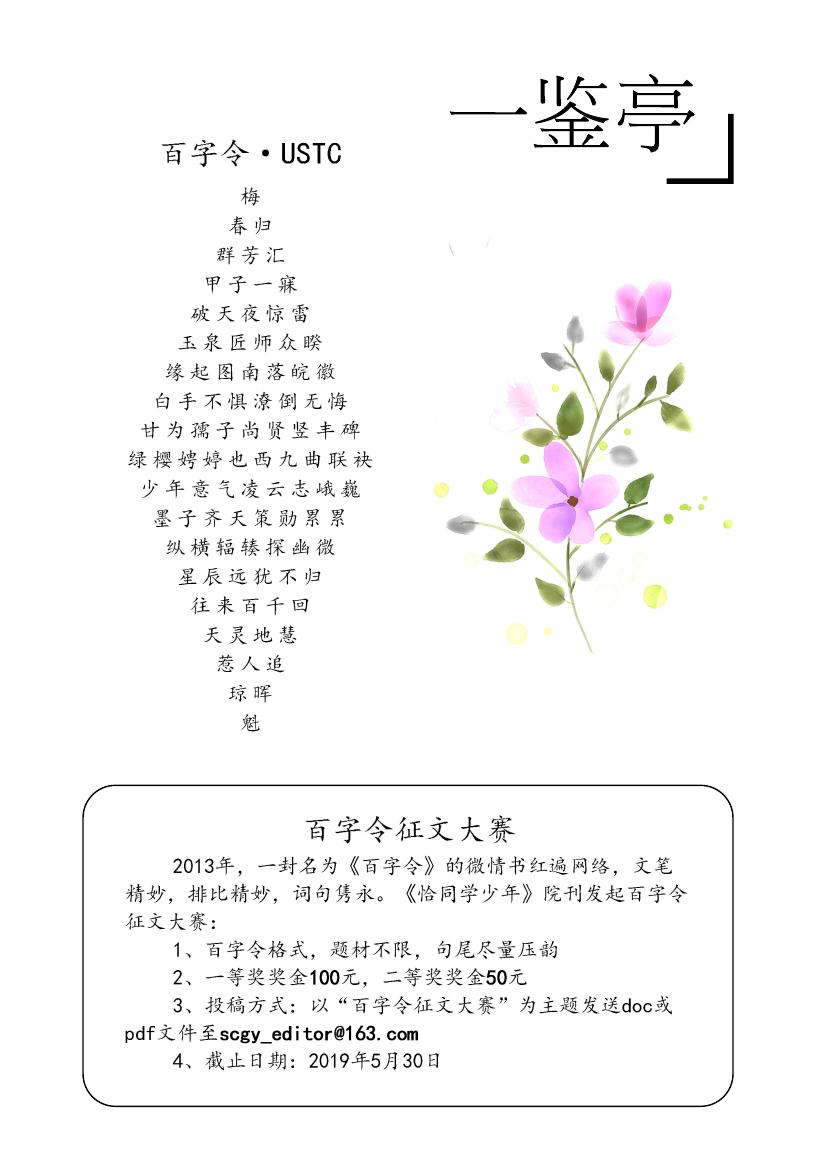 一鉴亭
百字令·USTC
梅
春归
群芳汇
甲子一寐
破天夜惊雷
玉泉匠师众睽
缘起图南落皖徽
白手不惧潦倒无悔
甘为孺子尚贤竖丰碑
绿樱娉婷也西九曲联袂
少年意气凌云志峨巍
墨子齐天策勋累累
纵横辐辏探幽微
星辰远犹不归
往来百千回
天灵地慧
惹人追
琼晖
魁
百字令征文大赛
2013年，一封名为《百字令》的微情书红遍网络，文笔
精妙，排比精妙，词句隽永。《恰同学少年》院刊发起百字令
征文大赛：
1、百字令格式，题材不限，句尾尽量压韵
2、一等奖奖金100元，二等奖奖金50元
3、投稿方式：以“百字令征文大赛”为主题发送doc或
pdf文件至scgy_editor@163.com
4、截止日期：2019年5月30日